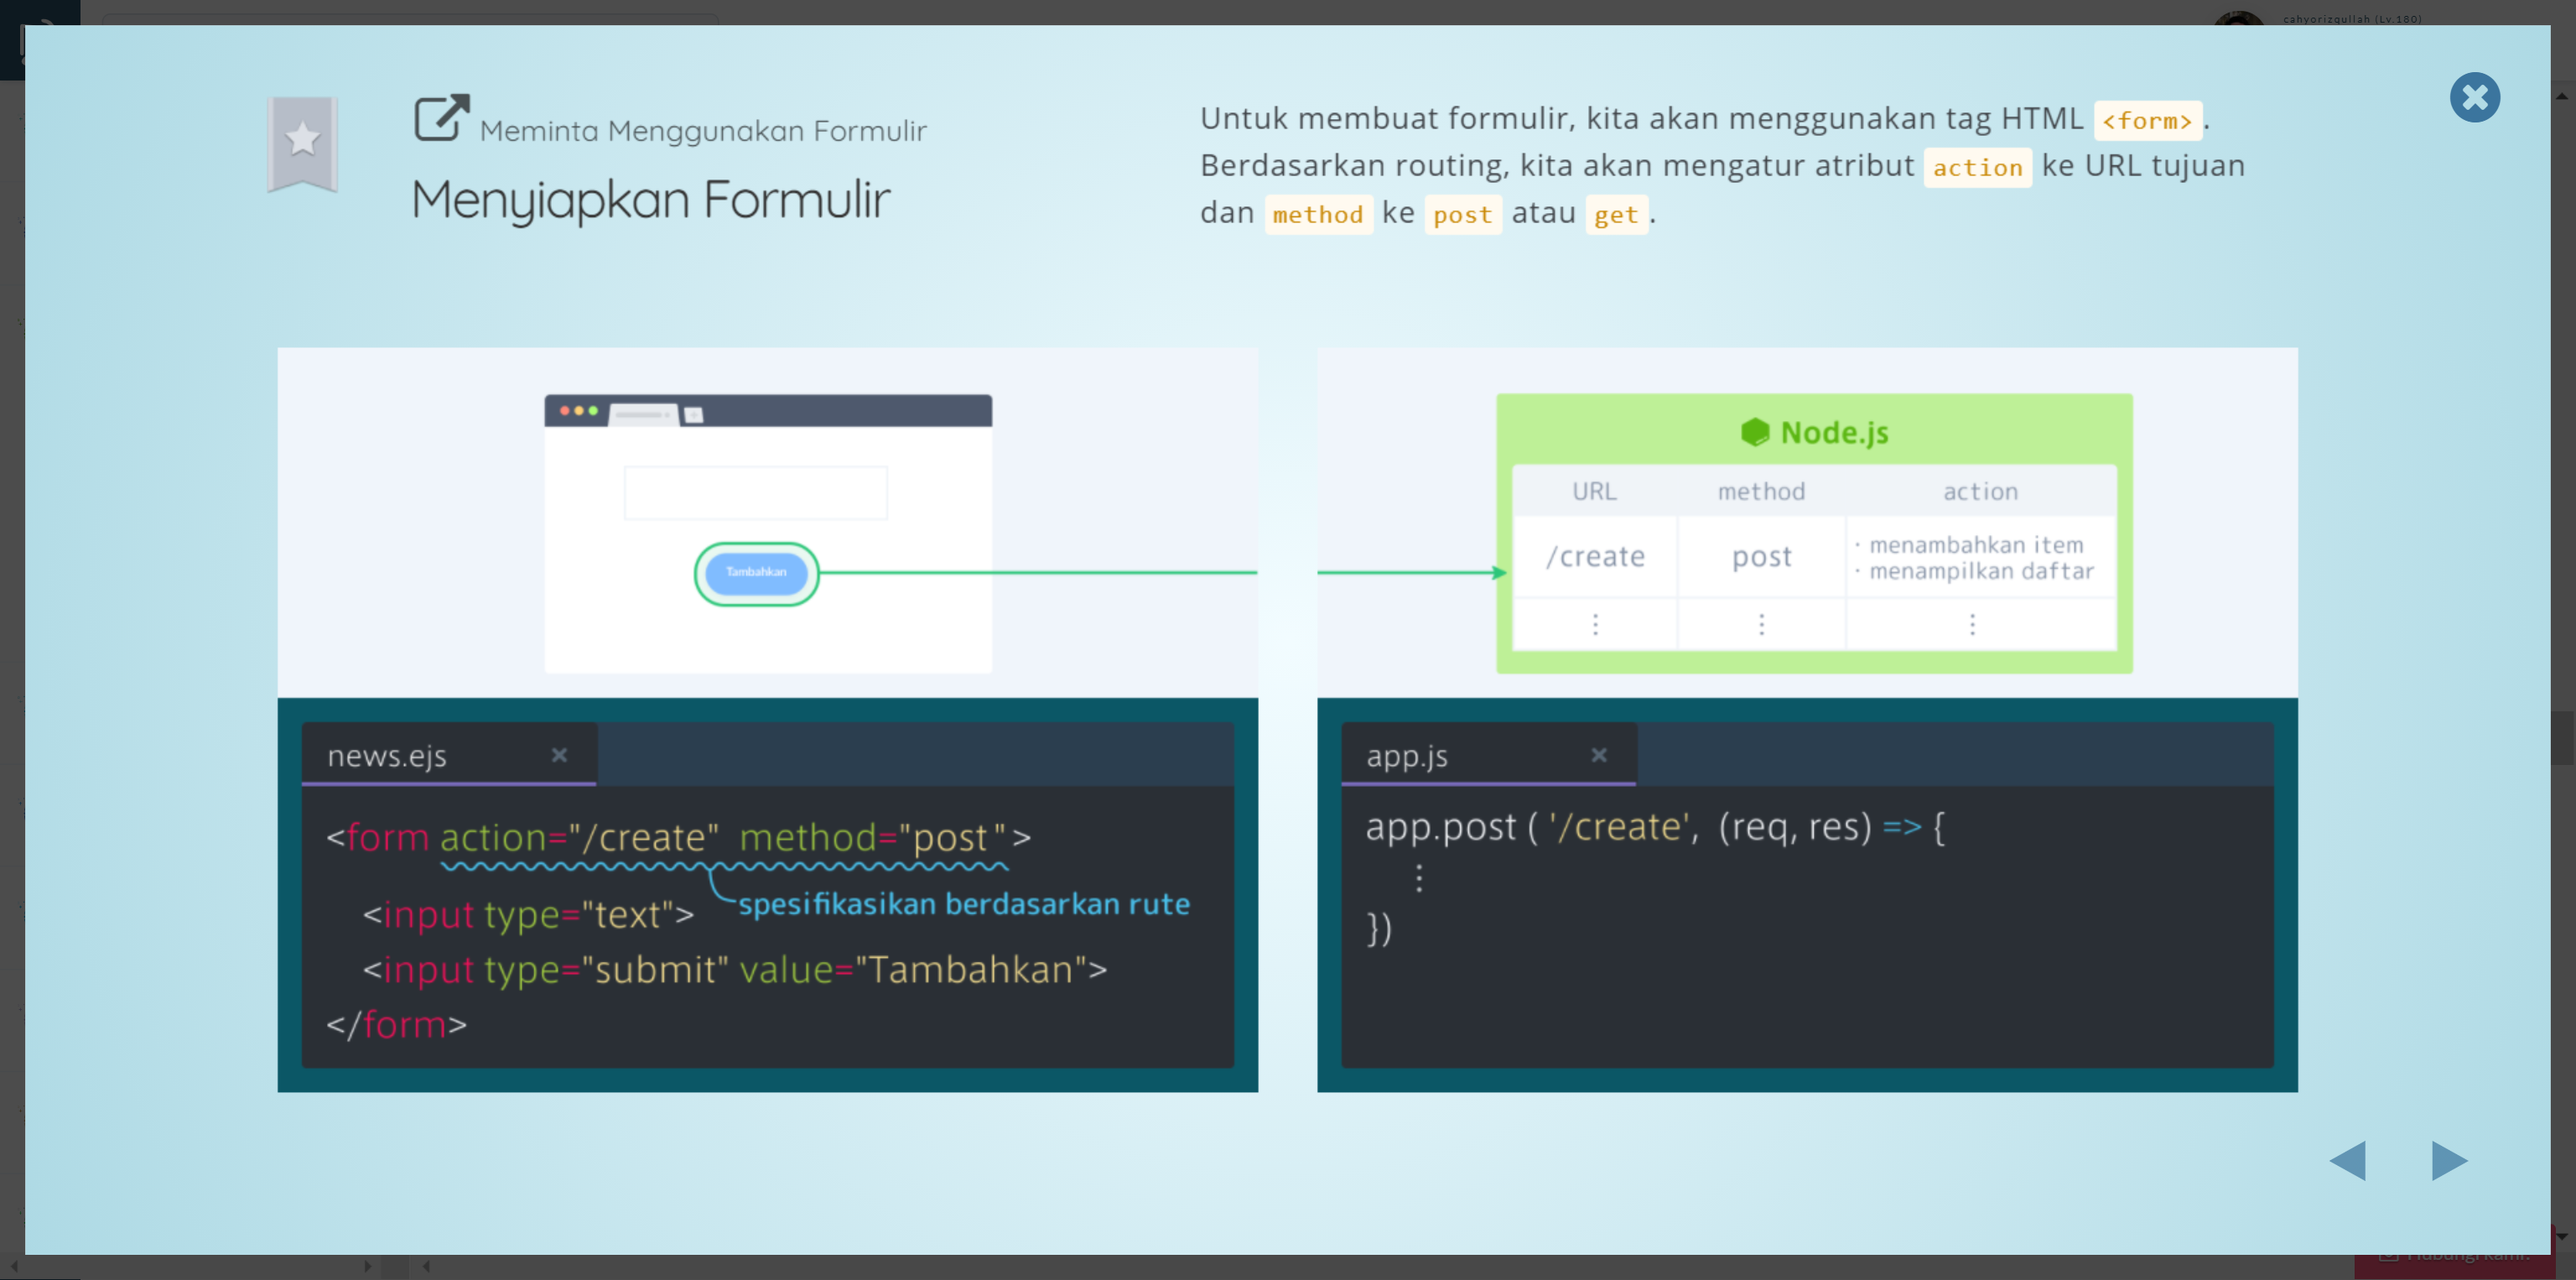 cahyorizqullah (Lv.180)
Meminta Menggunakan Formulir
Menyiapkan Formulir
Untuk membuat formulir, kita akan menggunakan tag HTML <form>.
Berdasarkan routing, kita akan mengatur atribut action ke URL tujuan
dan method ke post atau get.
Tambahkan
Node.js
URL method action
/create post · menambahkan item
· menampilkan daftar
⋮ ⋮ ⋮
news.ejs ×
<form action="/create" method="post">
spesifikasikan berdasarkan rute
<input type="text">
<input type="submit" value="Tambahkan">
</form>
app.js ×
app.post ( '/create', (req, res) => {
⋮
})
Hubungi kami.